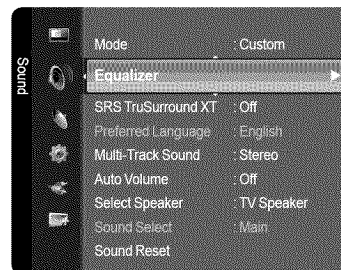 Sound
Mode : Custom
Equalizer
SRS TruSurround XT : Off
Preferred Language : English
Multi-Track Sound : Stereo
Auto Volume : Off
Select Speaker : TV Speaker
Sound Select : Main
Sound Reset